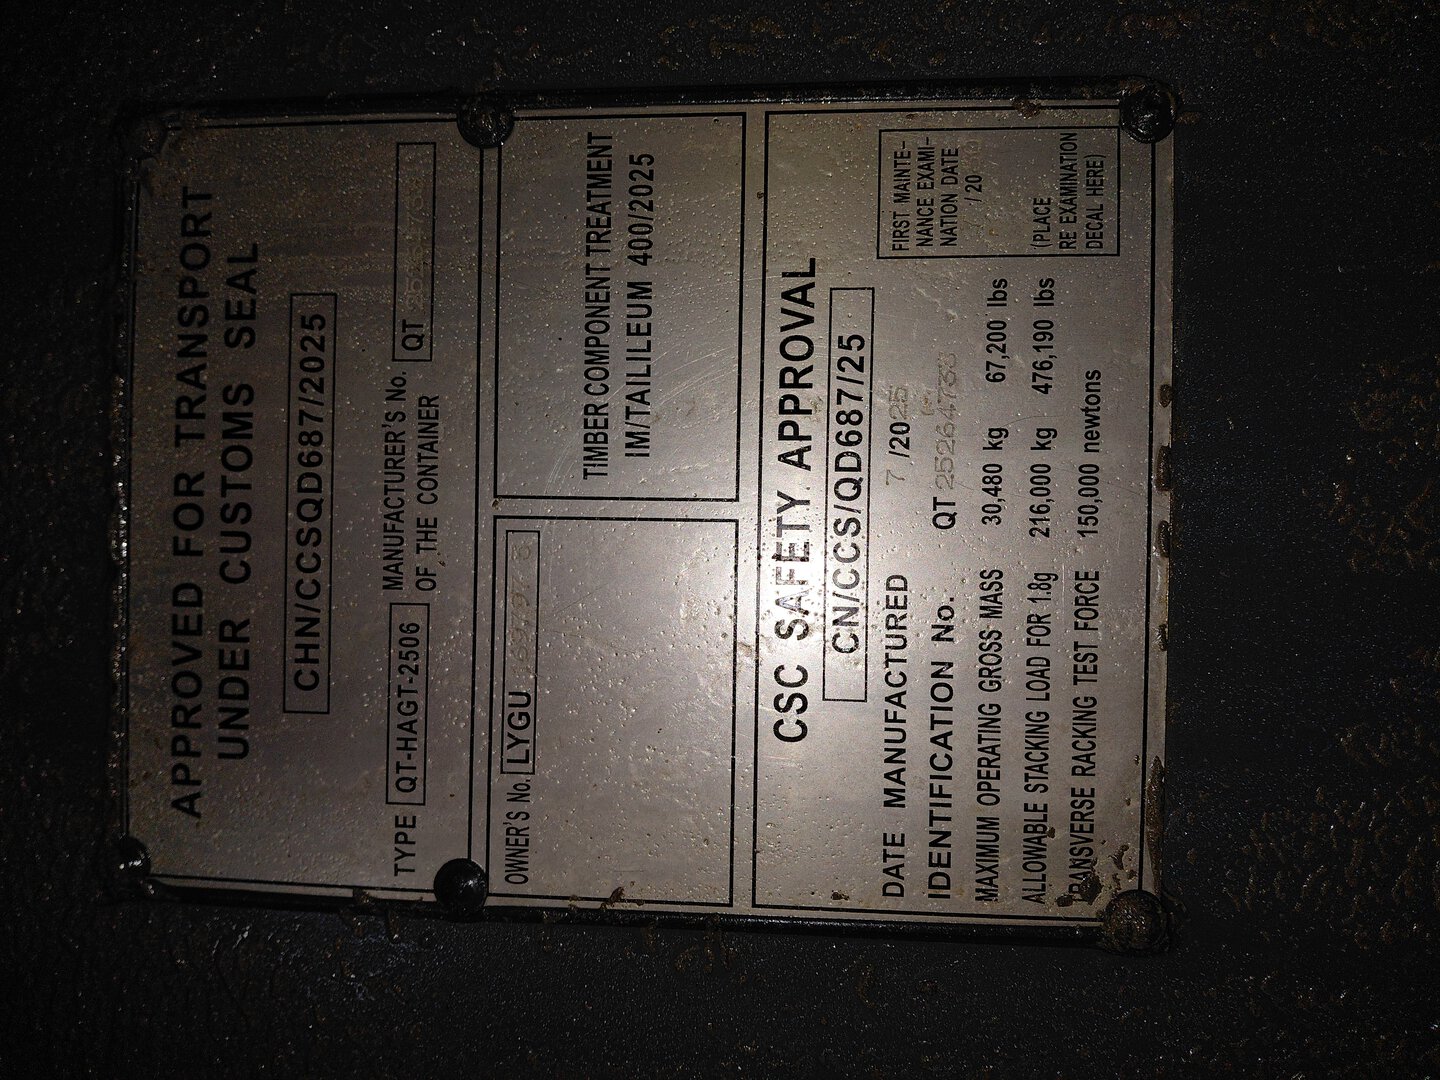 APPROVED FOR TRANSPORT
UNDER CUSTOMS SEAL
CHN/CCSQD687/2025
TYPE QT-HAGT-2506 MANUFACTURER'S No. OF THE CONTAINER QT
OWNER'S No. LYGU
TIMBER COMPONENT TREATMENT
IM/TAILILEUM 400/2025
CSC SAFETY APPROVAL
CN/CCS/QD687/25
DATE MANUFACTURED 7 /2025
IDENTIFICATION No. QT
MAXIMUM OPERATING GROSS MASS 30,480 kg 67,200 lbs
ALLOWABLE STACKING LOAD FOR 1.8g 216,000 kg 476,190 lbs
TRANSVERSE RACKING TEST FORCE 150,000 newtons
FIRST MAINTE-
NANCE EXAMI-
NATION DATE
/20
(PLACE
RE EXAMINATION
DECAL HERE)